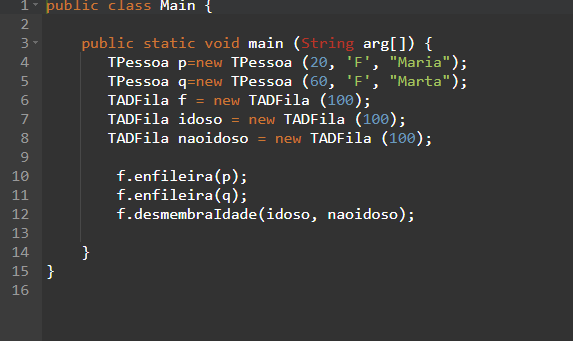 1 public class Main {
2
3 public static void main (String arg[]) {
4 TPessoa p=new TPessoa (20, 'F', "Maria");
5 TPessoa q=new TPessoa (60, 'F', "Marta");
6 TADFila f = new TADFila (100);
7 TADFila idoso = new TADFila (100);
8 TADFila naoidoso = new TADFila (100);
9
10 f.enfileira(p);
11 f.enfileira(q);
12 f.desmembraIdade(idoso, naoidoso);
13
14 }
15 }
16